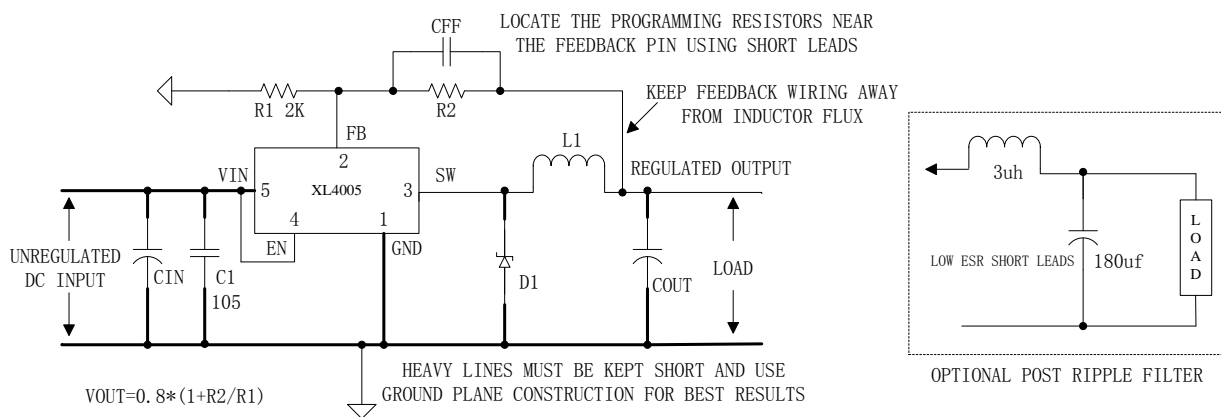 CFF
LOCATE THE PROGRAMMING RESISTORS NEAR
THE FEEDBACK PIN USING SHORT LEADS
R1 2K
R2
KEEP FEEDBACK WIRING AWAY
FROM INDUCTOR FLUX
FB
2
L1
VIN
5
XL4005
3
SW
REGULATED OUTPUT
4
1
EN
GND
UNREGULATED
DC INPUT
CIN
C1
105
D1
COUT
LOAD
HEAVY LINES MUST BE KEPT SHORT AND USE
GROUND PLANE CONSTRUCTION FOR BEST RESULTS
VOUT=0.8*(1+R2/R1)
3uh
LOW ESR SHORT LEADS
180uf
LOAD
OPTIONAL POST RIPPLE FILTER